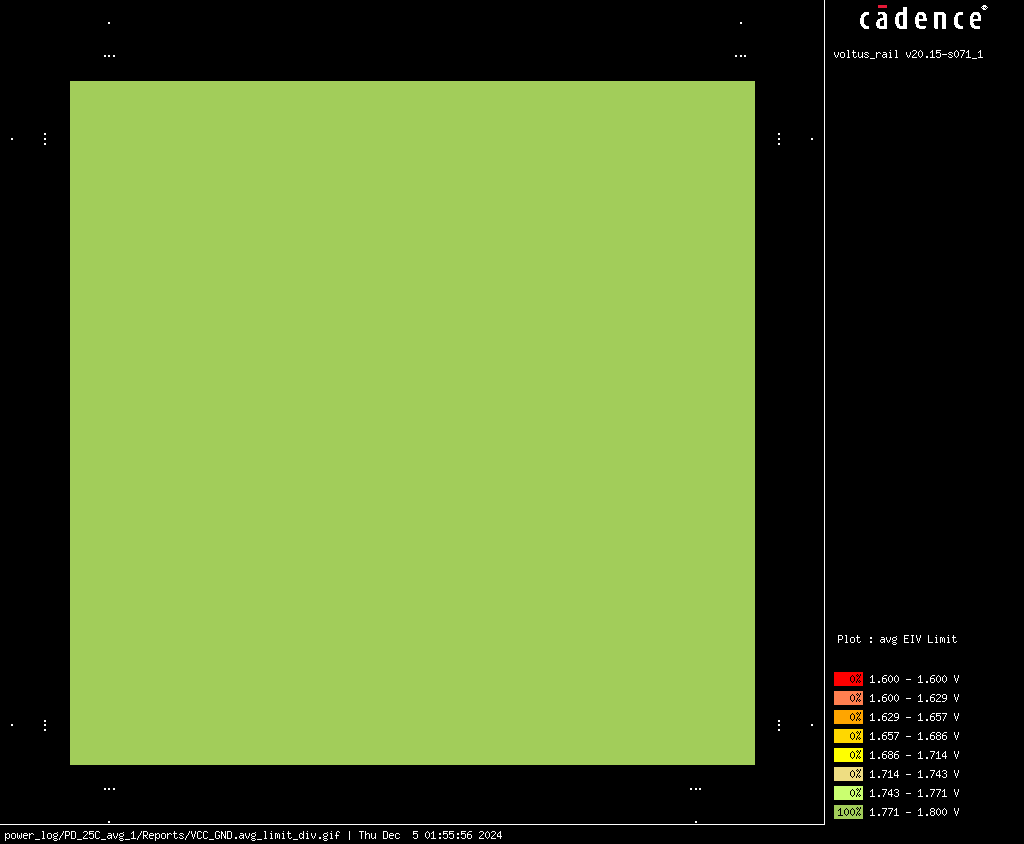 cādence®
voltus_rail v20.15-s071_1
Plot : avg EIV Limit
0% 1.600 - 1.600 V
0% 1.600 - 1.629 V
0% 1.629 - 1.657 V
0% 1.657 - 1.686 V
0% 1.686 - 1.714 V
0% 1.714 - 1.743 V
0% 1.743 - 1.771 V
100% 1.771 - 1.800 V
power_log/PD_25C_avg_1/Reports/VCC_GND.avg_limit_div.gif | Thu Dec  5 01:55:56 2024